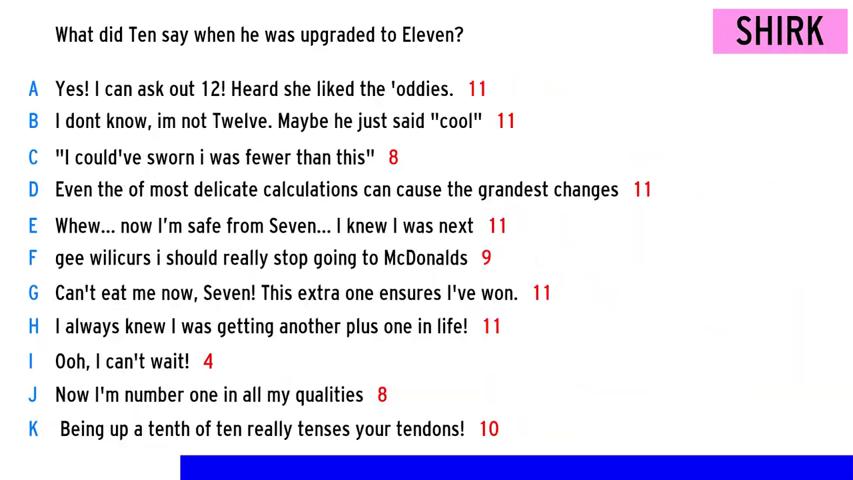 What did Ten say when he was upgraded to Eleven?
SHIRK
A Yes! I can ask out 12! Heard she liked the 'oddies. 11
B I dont know, im not Twelve. Maybe he just said "cool" 11
C "I could've sworn i was fewer than this" 8
D Even the of most delicate calculations can cause the grandest changes 11
E Whew... now I'm safe from Seven... I knew I was next 11
F gee wilicurs i should really stop going to McDonalds 9
G Can't eat me now, Seven! This extra one ensures I've won. 11
H I always knew I was getting another plus one in life! 11
I Ooh, I can't wait! 4
J Now I'm number one in all my qualities 8
K Being up a tenth of ten really tenses your tendons! 10